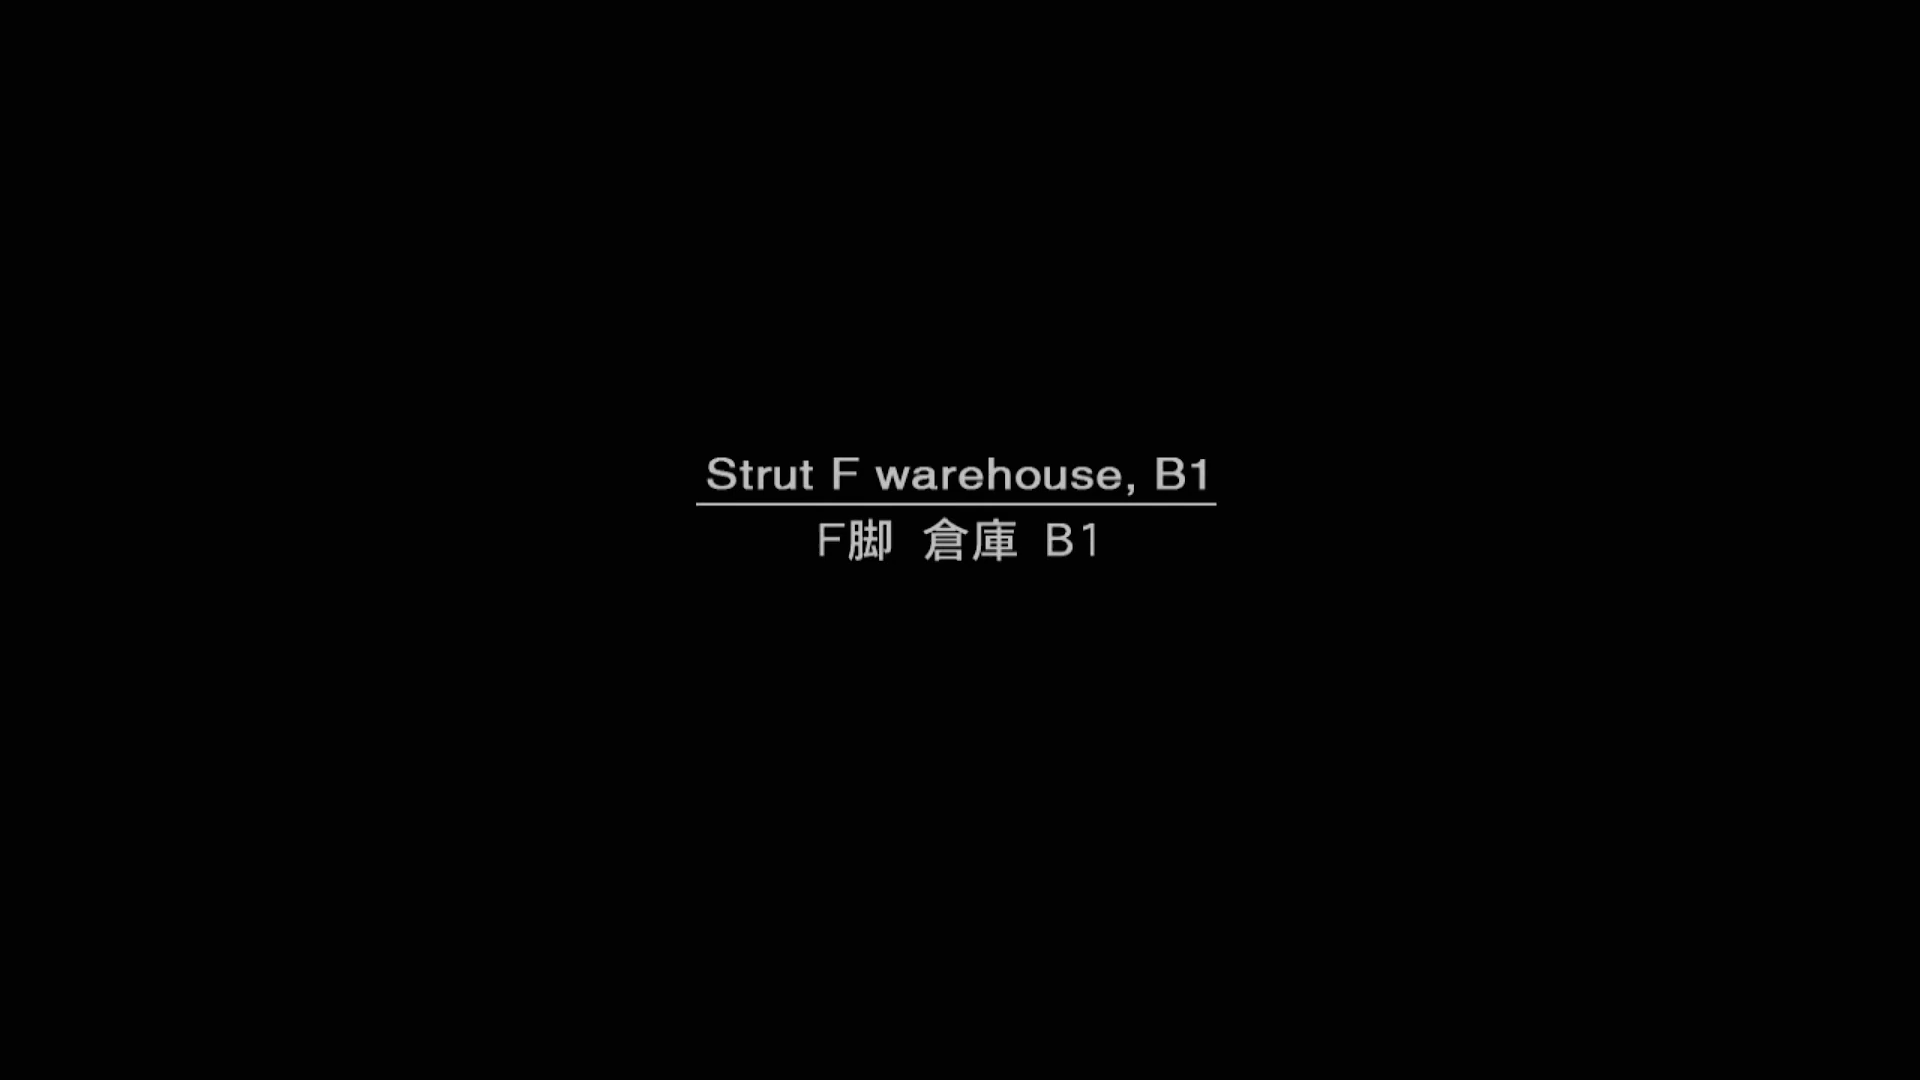 Strut F warehouse, B1
F脚 倉庫 B1